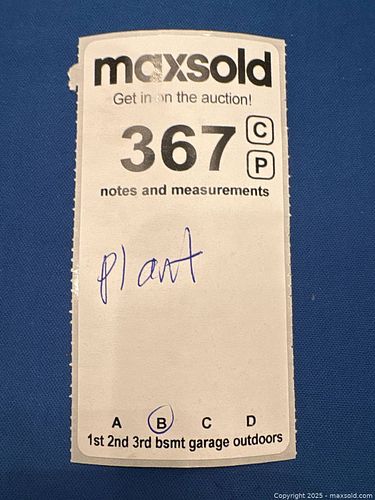 maxsold
Get in on the auction!
367 C
P
notes and measurements
plant
A B C D
1st 2nd 3rd bsmt garage outdoors
Copyright 2025 - maxsold.com